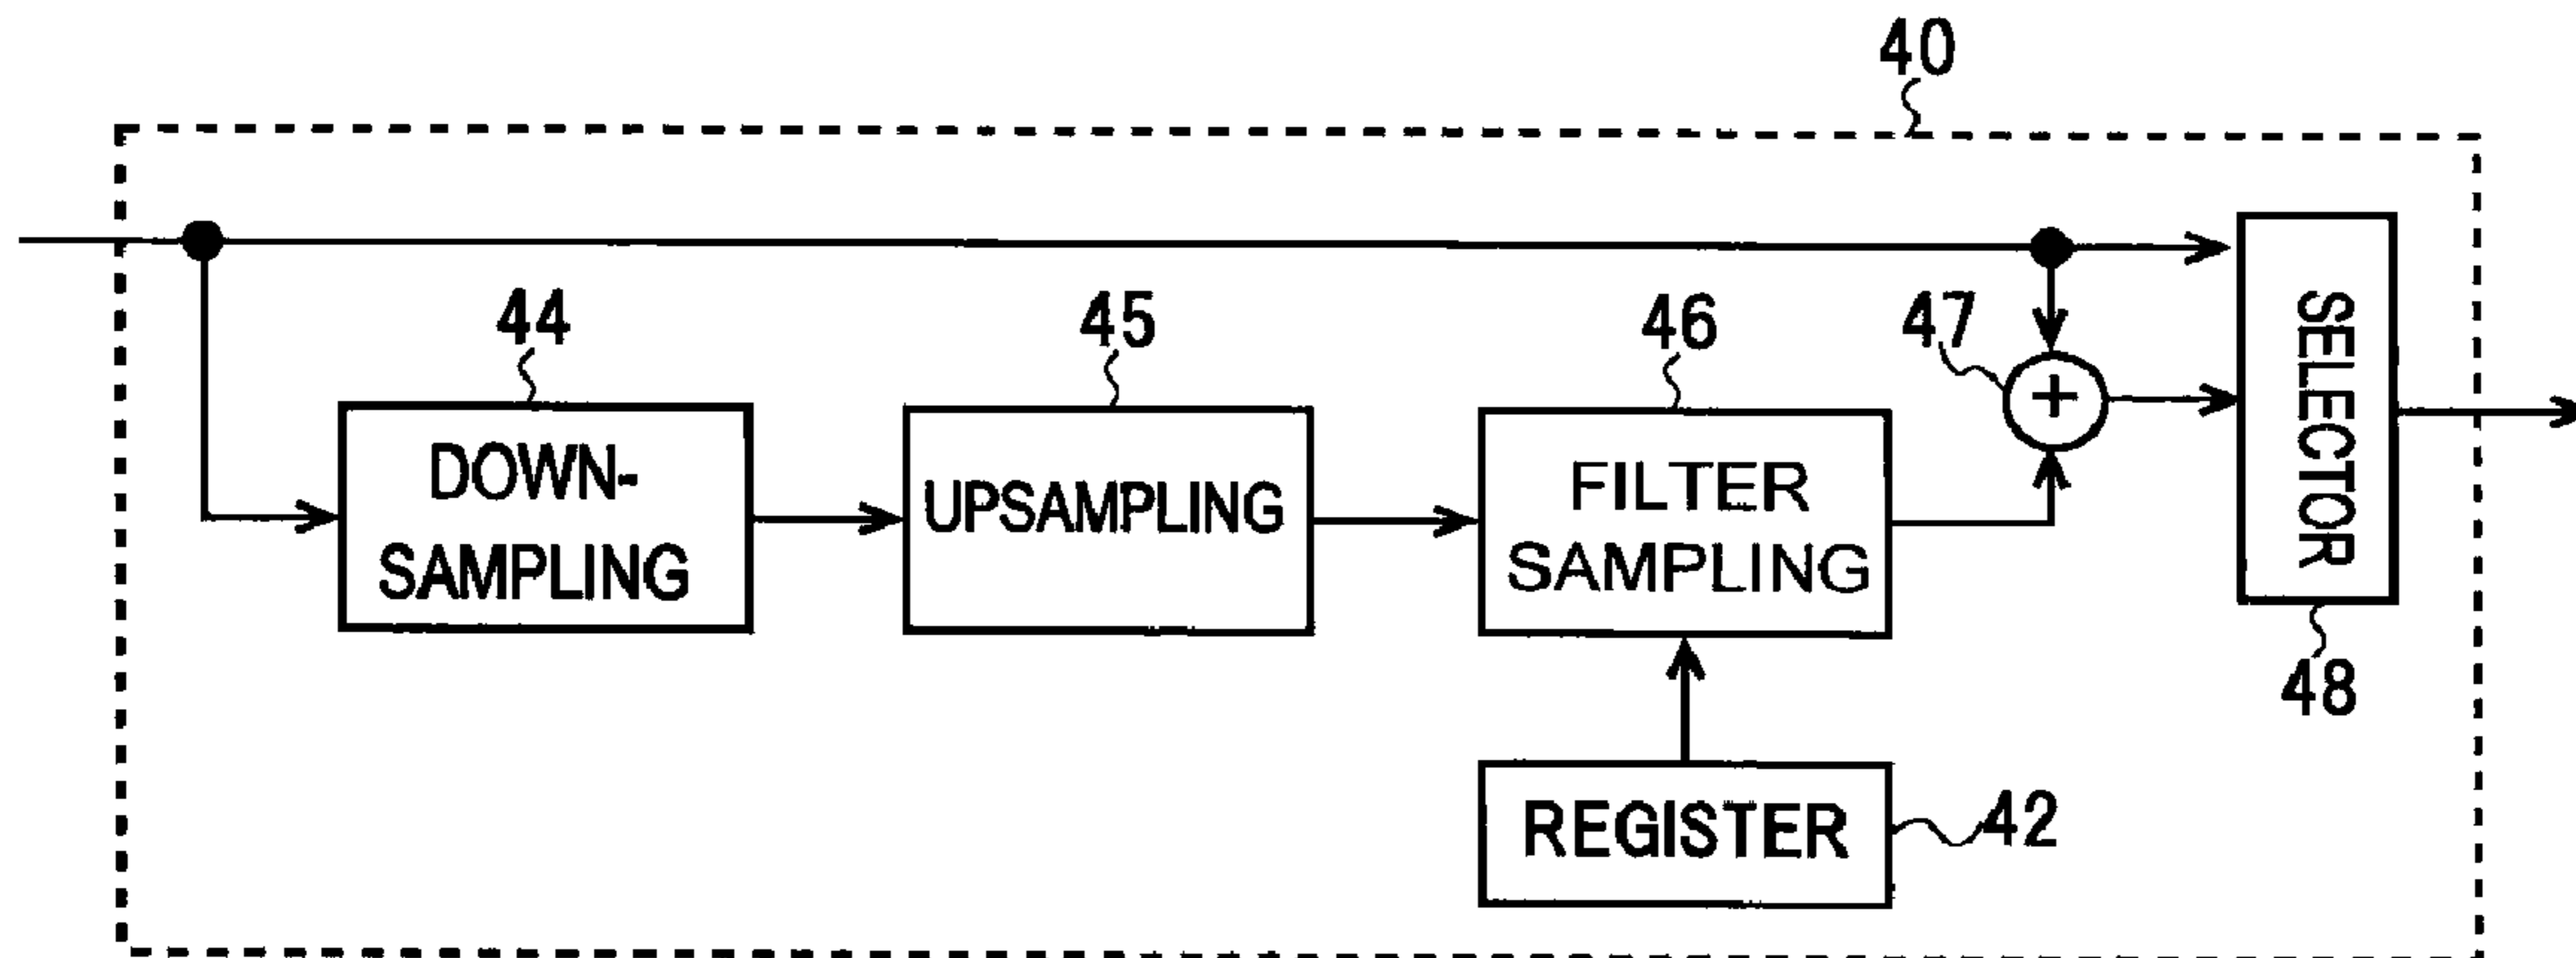 40
44
45
46
47
DOWN-
SAMPLING
UPSAMPLING
FILTER
SAMPLING
SELECTOR
48
REGISTER
42